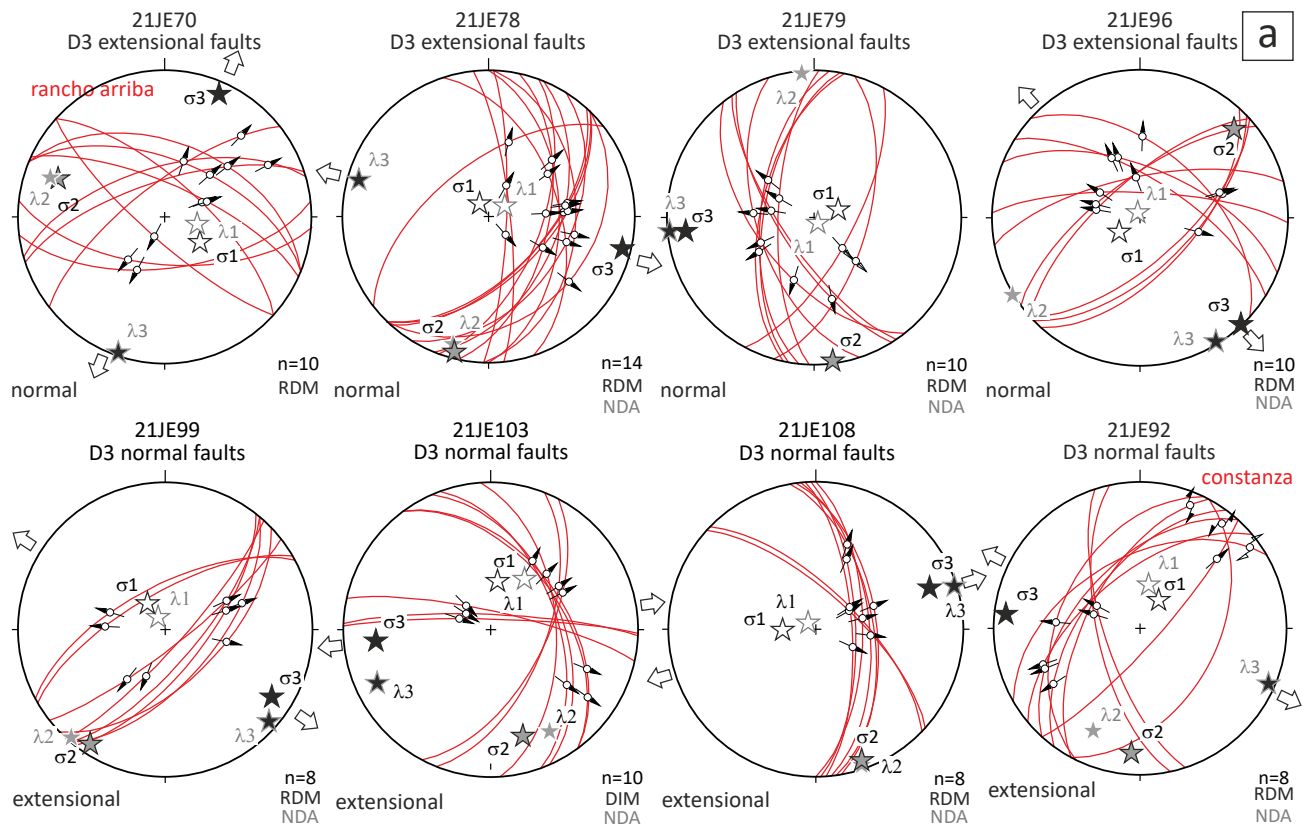 21JE70
D3 extensional faults
rancho arriba
σ3
λ2
σ2
λ1
σ1
λ3
normal
n=10
RDM
21JE78
D3 extensional faults
λ3
σ1
λ1
σ3
σ2
λ2
normal
n=14
RDM
NDA
21JE79
D3 extensional faults
λ2
λ3
σ3
σ1
λ1
σ2
normal
n=10
RDM
NDA
21JE96
D3 extensional faults
a
σ2
λ1
σ1
λ2
σ3
λ3
normal
n=10
RDM
NDA
21JE99
D3 normal faults
σ1
λ1
σ3
λ3
λ2
σ2
extensional
n=8
RDM
NDA
21JE103
D3 normal faults
σ1
λ1
σ3
λ3
σ2
λ2
extensional
n=10
DIM
NDA
21JE108
D3 normal faults
σ3
λ3
λ1
σ1
σ2
λ2
extensional
n=8
RDM
NDA
21JE92
D3 normal faults
constanza
λ1
σ1
σ3
λ3
λ2
σ2
extensional
n=8
RDM
NDA